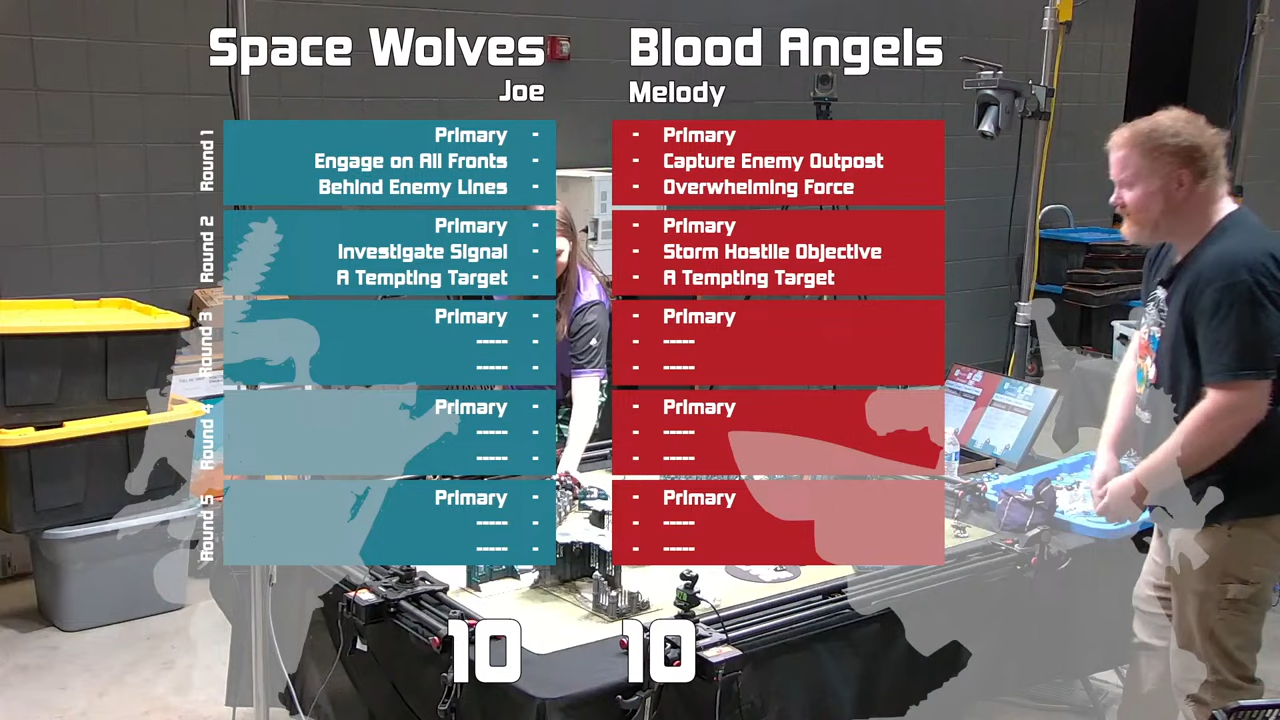 Space Wolves
Joe
Round 1
Primary -
Engage on All Fronts -
Behind Enemy Lines -
Round 2
Primary -
Investigate Signal -
A Tempting Target -
Round 3
Primary -
----- -
----- -
Round 4
Primary -
----- -
----- -
Round 5
Primary -
----- -
----- -
10
Blood Angels
Melody
- Primary
- Capture Enemy Outpost
- Overwhelming Force
- Primary
- Storm Hostile Objective
- A Tempting Target
- Primary
- -----
- -----
- Primary
- -----
- -----
- Primary
- -----
- -----
10